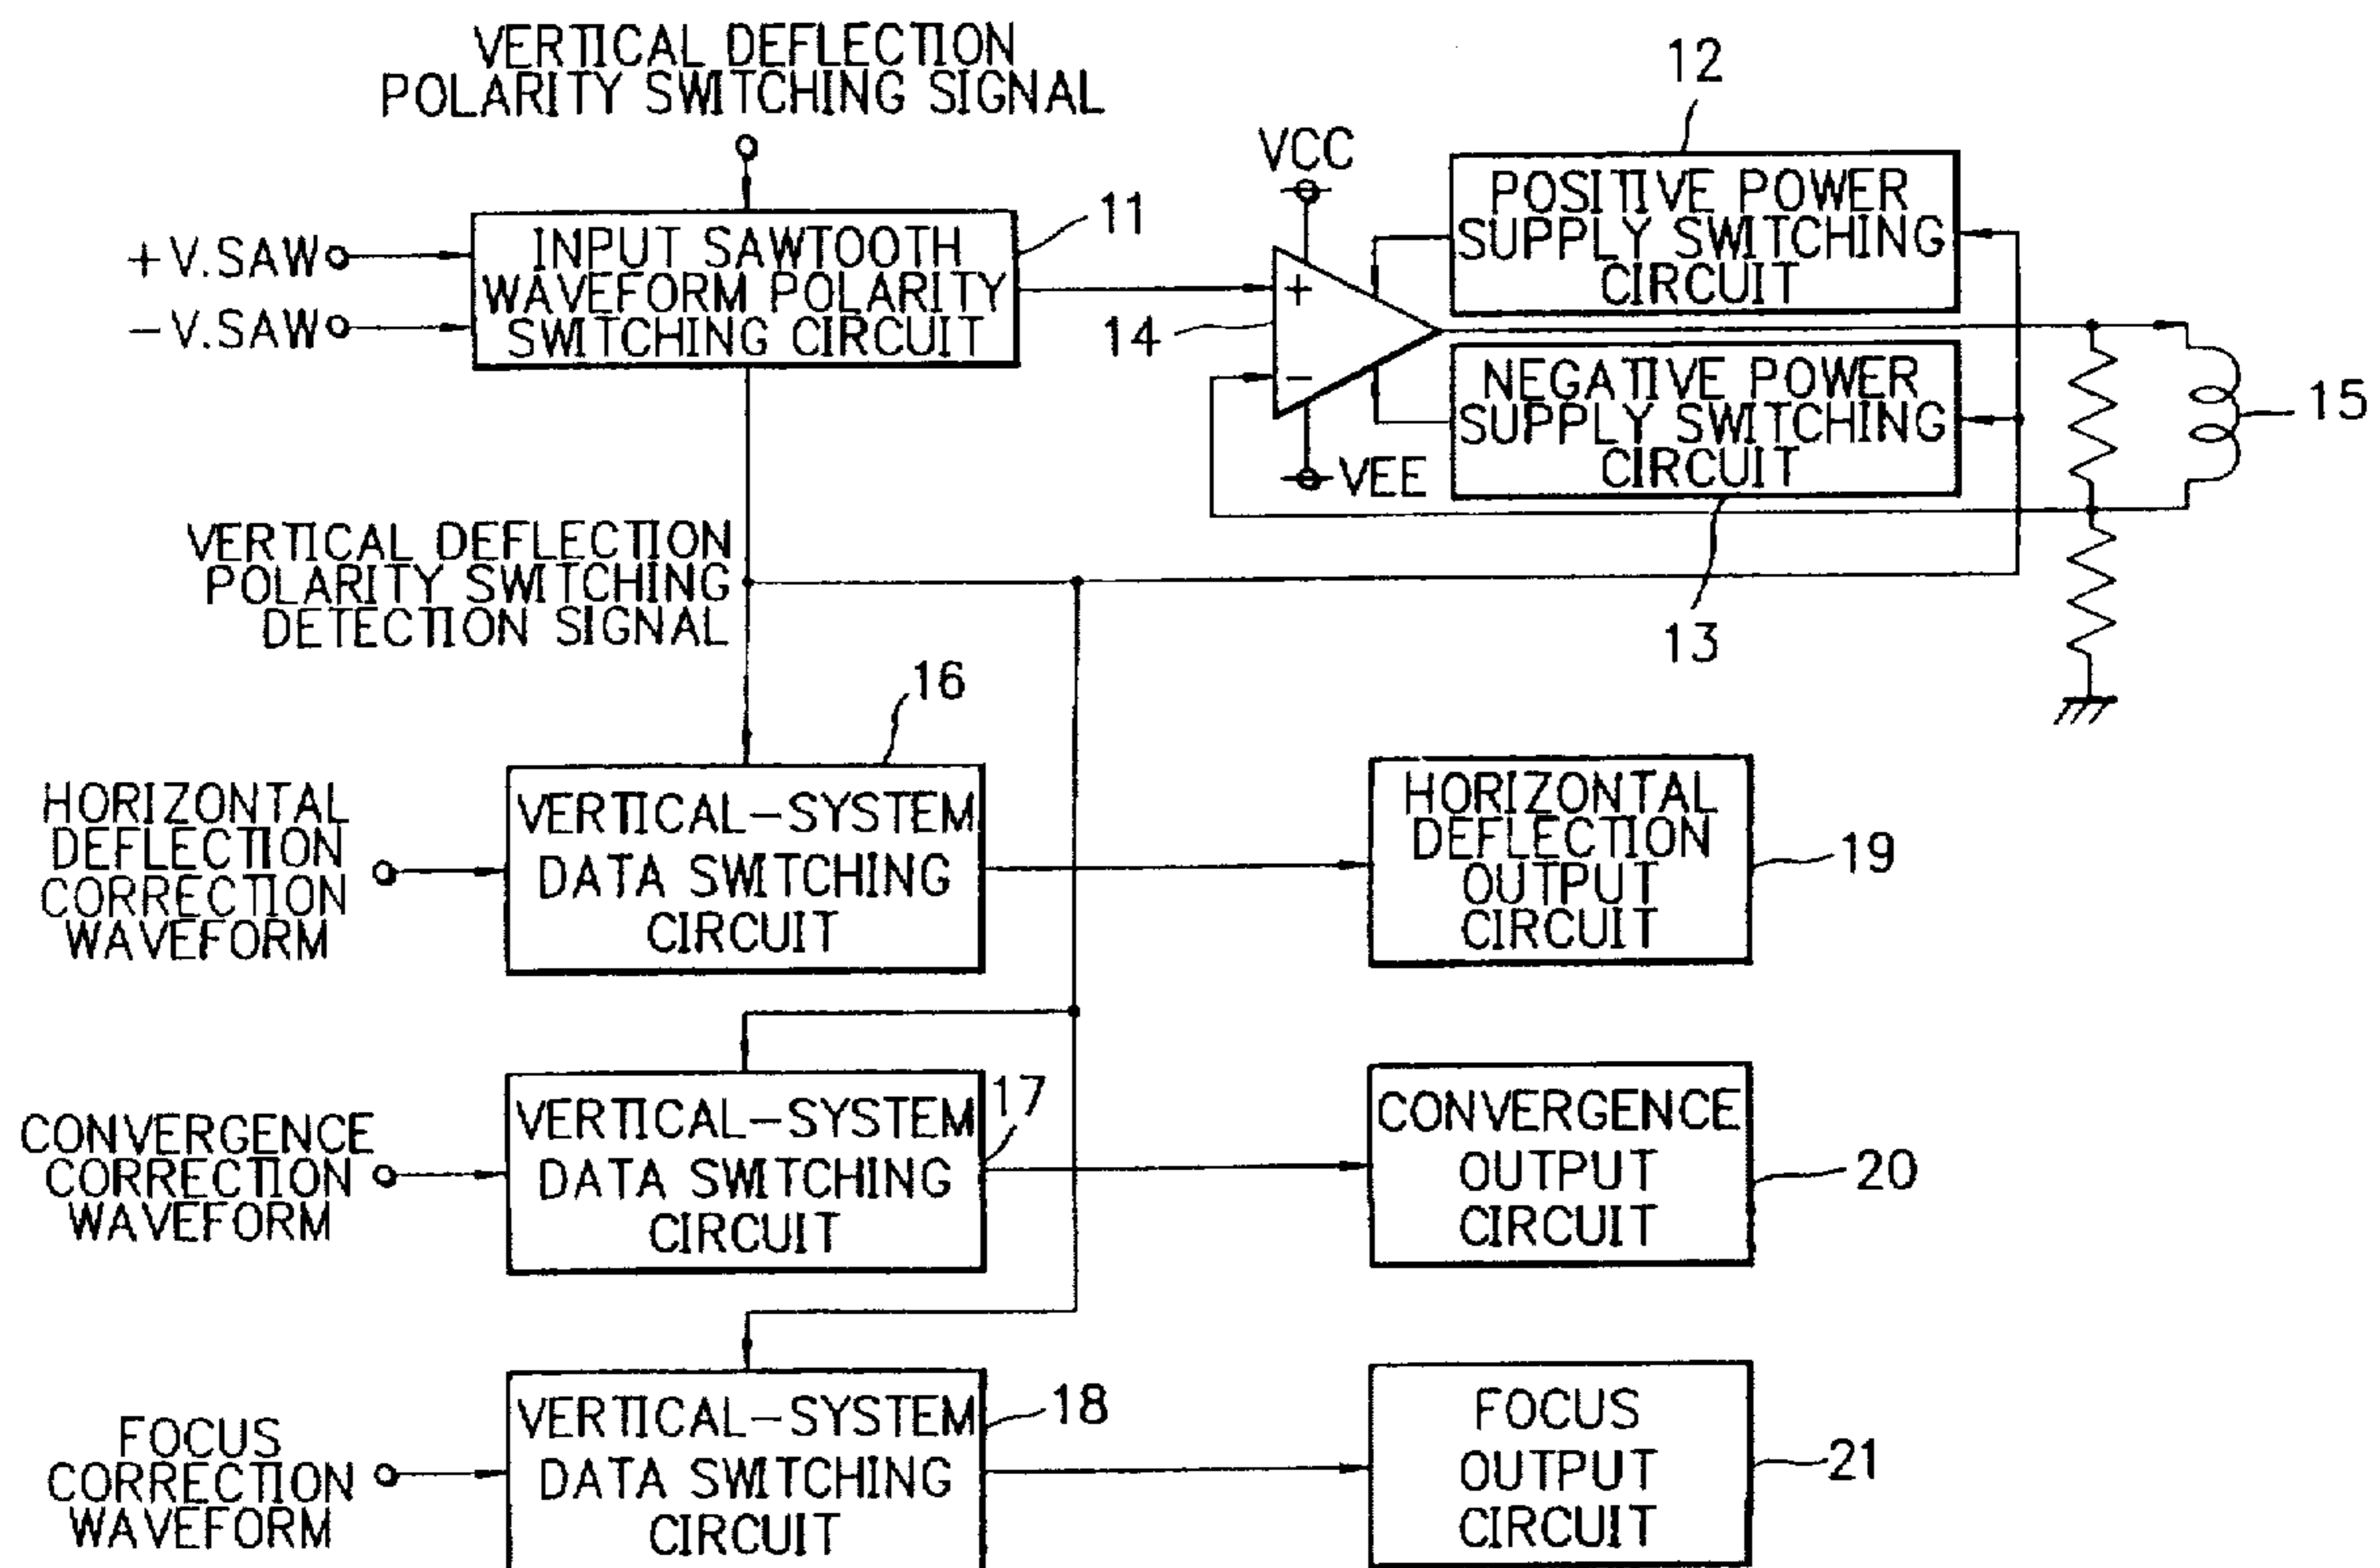 VERTICAL DEFLECTION
POLARITY SWITCHING SIGNAL
+V.SAW
-V.SAW
INPUT SAWTOOTH
WAVEFORM POLARITY
SWITCHING CIRCUIT
11
VCC
14
+
-
VEE
12
POSITIVE POWER
SUPPLY SWITCHING
CIRCUIT
NEGATIVE POWER
SUPPLY SWITCHING
CIRCUIT
13
15
VERTICAL DEFLECTION
POLARITY SWITCHING
DETECTION SIGNAL
16
HORIZONTAL
DEFLECTION
CORRECTION
WAVEFORM
VERTICAL-SYSTEM
DATA SWITCHING
CIRCUIT
HORIZONTAL
DEFLECTION
OUTPUT
CIRCUIT
19
CONVERGENCE
CORRECTION
WAVEFORM
VERTICAL-SYSTEM
DATA SWITCHING
CIRCUIT
17
CONVERGENCE
OUTPUT
CIRCUIT
20
FOCUS
CORRECTION
WAVEFORM
VERTICAL-SYSTEM
DATA SWITCHING
CIRCUIT
18
FOCUS
OUTPUT
CIRCUIT
21